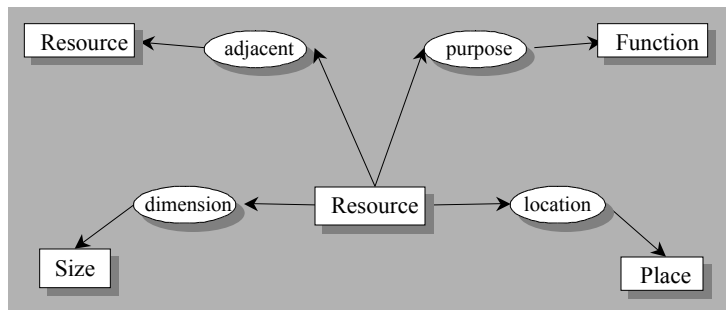 Resource
adjacent
purpose
Function
dimension
Resource
location
Size
Place